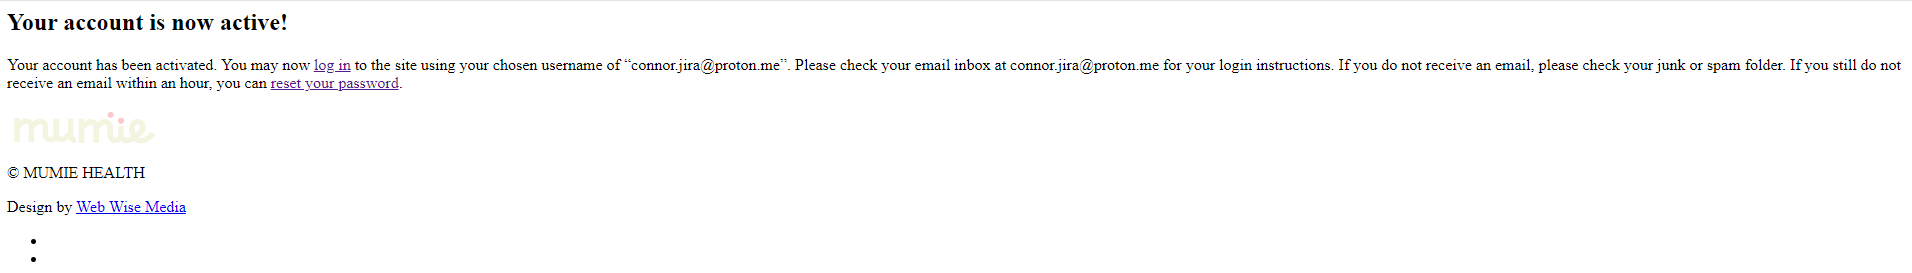 Your account is now active!
Your account has been activated. You may now log in to the site using your chosen username of “connor.jira@proton.me”. Please check your email inbox at connor.jira@proton.me for your login instructions. If you do not receive an email, please check your junk or spam folder. If you still do not
receive an email within an hour, you can reset your password.
mumie
© MUMIE HEALTH
Design by Web Wise Media